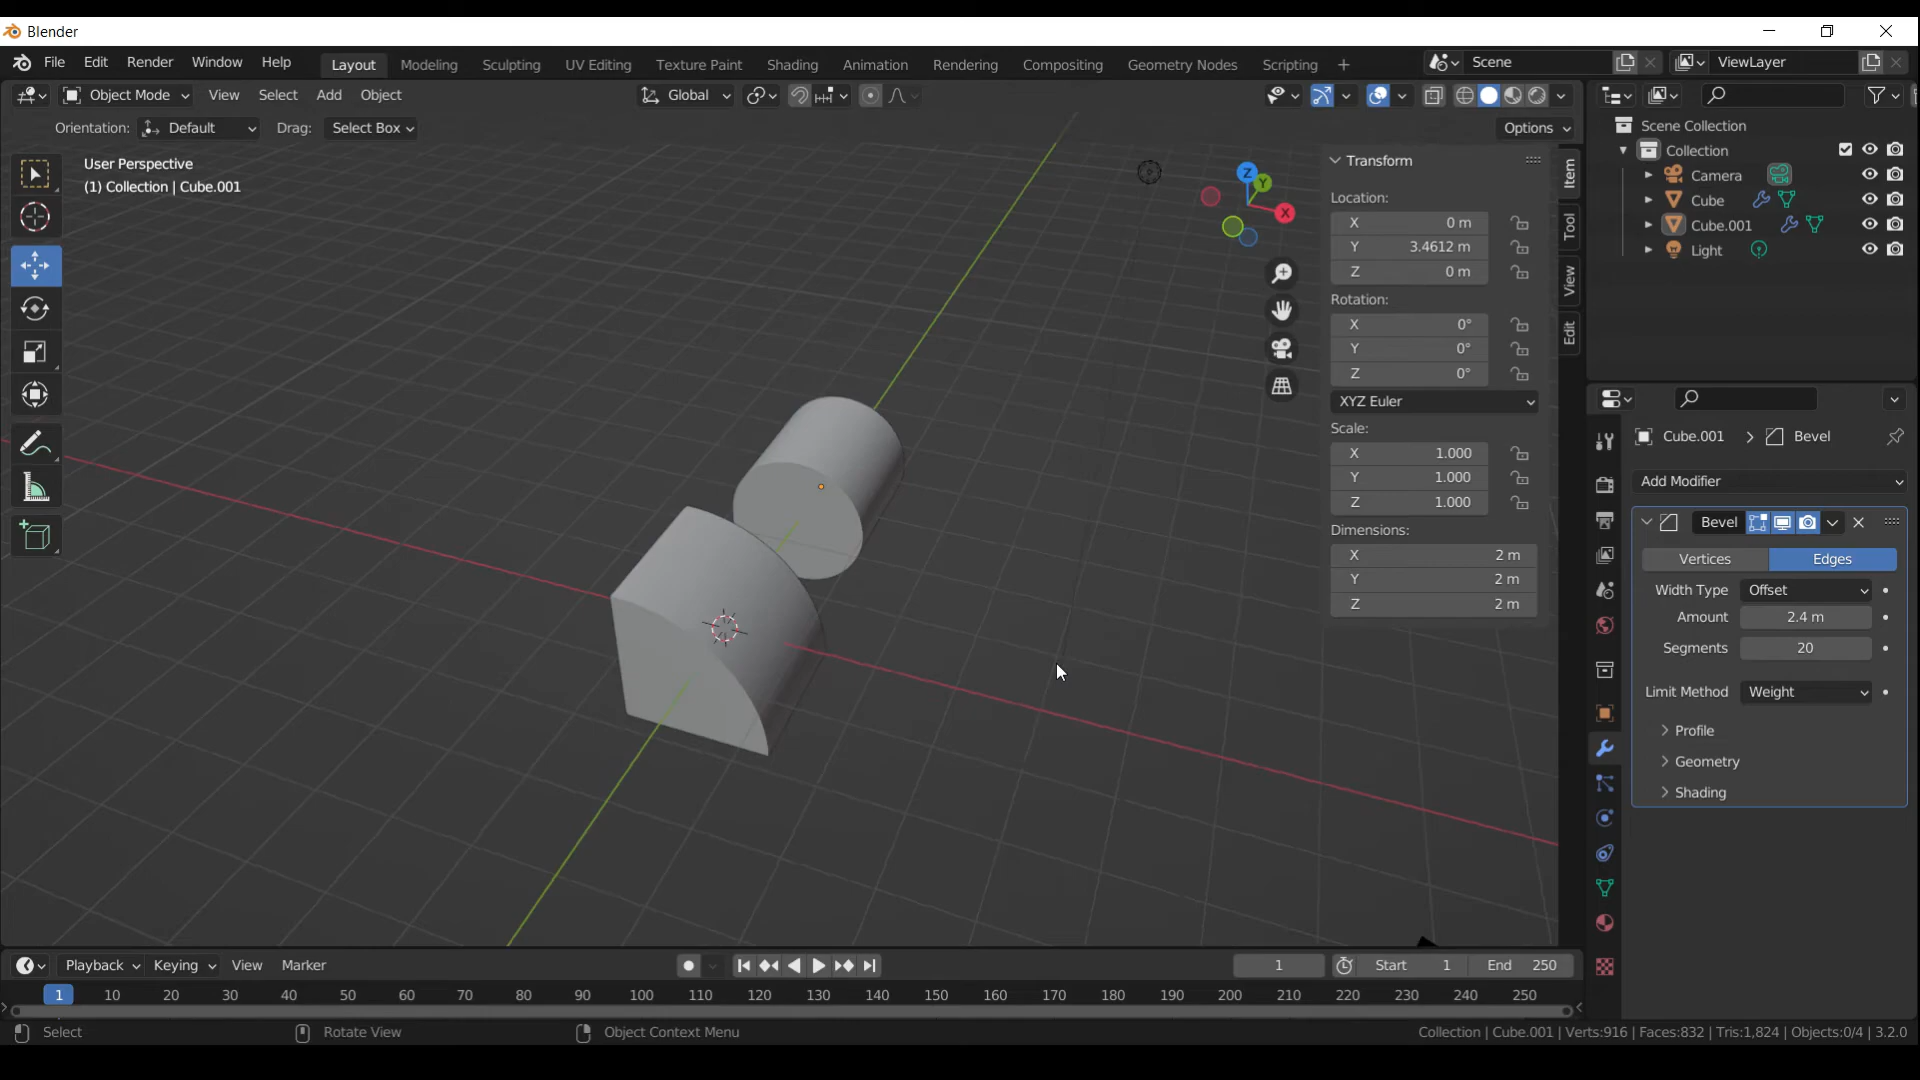 Blender
File Edit Render Window Help Layout Modeling Sculpting UV Editing Texture Paint Shading Animation Rendering Compositing Geometry Nodes Scripting + Scene ViewLayer
Object Mode View Select Add Object Global
Orientation: Default Drag: Select Box Options
User Perspective
(1) Collection | Cube.001
Z
Y
X
Transform
Location:
X 0 m
Y 3.4612 m
Z 0 m
Rotation:
X 0°
Y 0°
Z 0°
XYZ Euler
Scale:
X 1.000
Y 1.000
Z 1.000
Dimensions:
X 2 m
Y 2 m
Z 2 m
Item
Tool
View
Edit
Scene Collection
Collection
Camera
Cube
Cube.001
Light
Cube.001 > Bevel
Add Modifier
Bevel
Vertices Edges
Width Type Offset
Amount 2.4 m
Segments 20
Limit Method Weight
Profile
Geometry
Shading
Playback Keying View Marker 1 Start 1 End 250
1 10 20 30 40 50 60 70 80 90 100 110 120 130 140 150 160 170 180 190 200 210 220 230 240 250
Select Rotate View Object Context Menu Collection | Cube.001 | Verts:916 | Faces:832 | Tris:1,824 | Objects:0/4 | 3.2.0